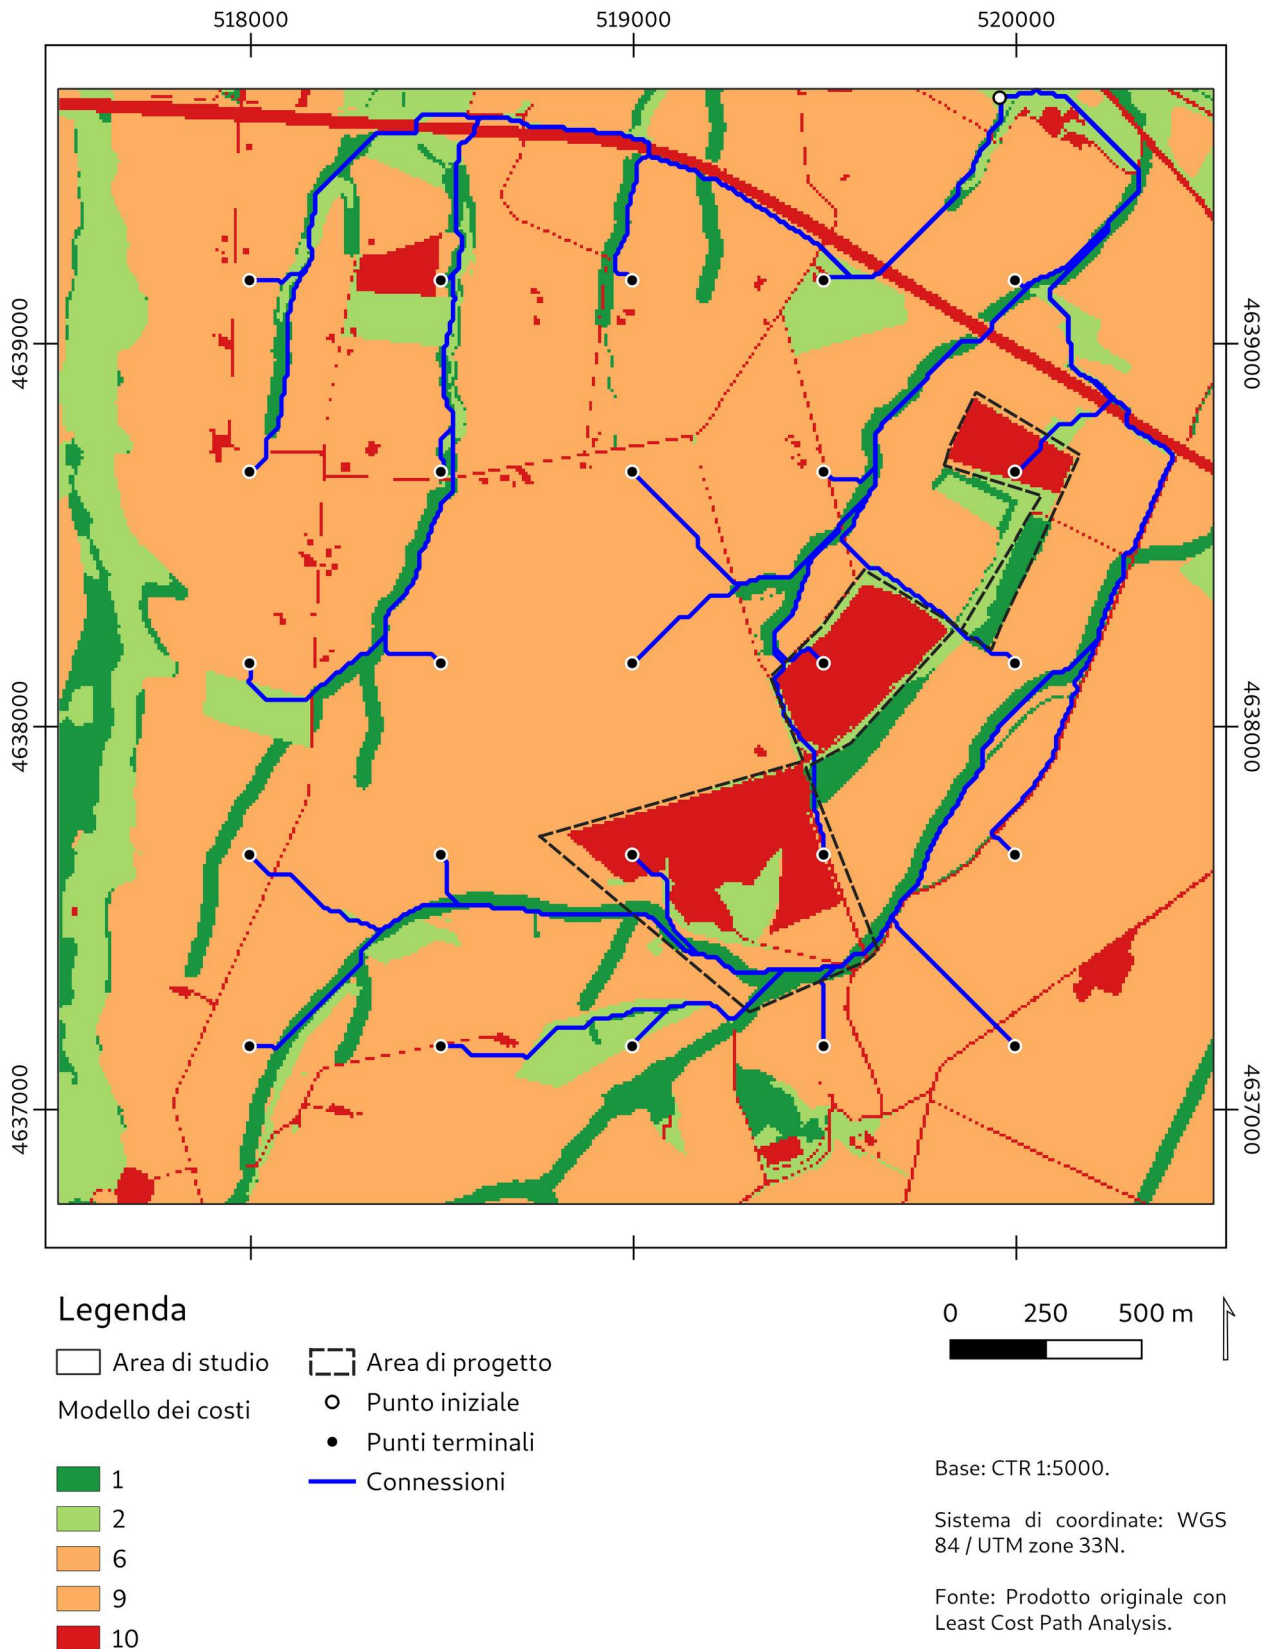 518000 519000 520000
4639000 4639000
4638000 4638000
4637000 4637000
Legenda
0 250 500 m
Area di studio
Area di progetto
Modello dei costi
Punto iniziale
Punti terminali
Connessioni
1
2
6
9
10
Base: CTR 1:5000.
Sistema di coordinate: WGS
84 / UTM zone 33N.
Fonte: Prodotto originale con
Least Cost Path Analysis.